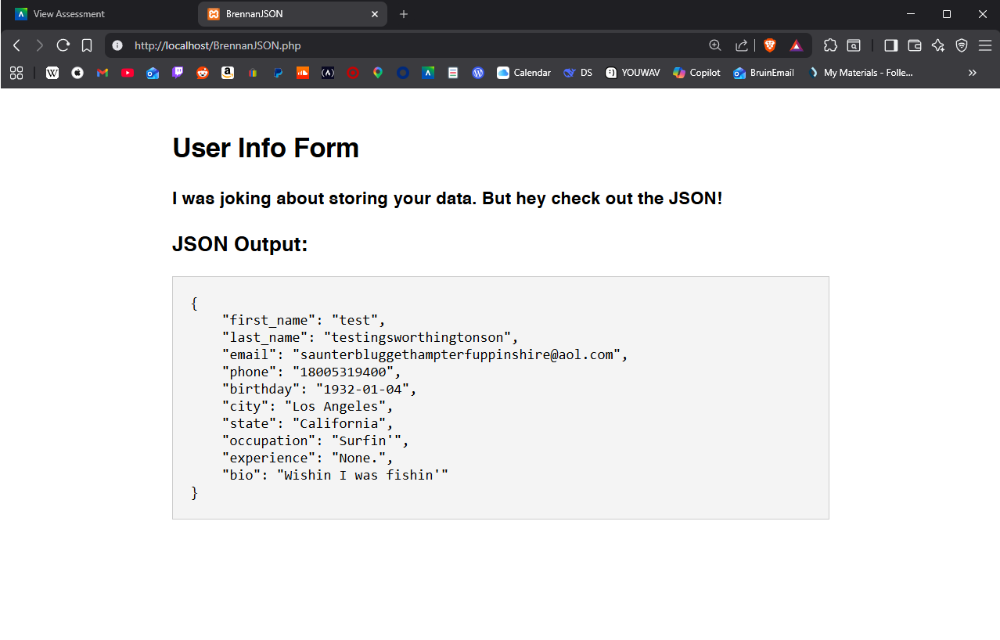 View Assessment
BrennanJSON
http://localhost/BrennanJSON.php
Calendar
DS
YOUWAV
Copilot
BruinEmail
My Materials - Folle...
User Info Form
I was joking about storing your data. But hey check out the JSON!
JSON Output:
{
    "first_name": "test",
    "last_name": "testingsworthingtonson",
    "email": "saunterbluggethampterfuppinshire@aol.com",
    "phone": "18005319400",
    "birthday": "1932-01-04",
    "city": "Los Angeles",
    "state": "California",
    "occupation": "Surfin'",
    "experience": "None.",
    "bio": "Wishin I was fishin'"
}